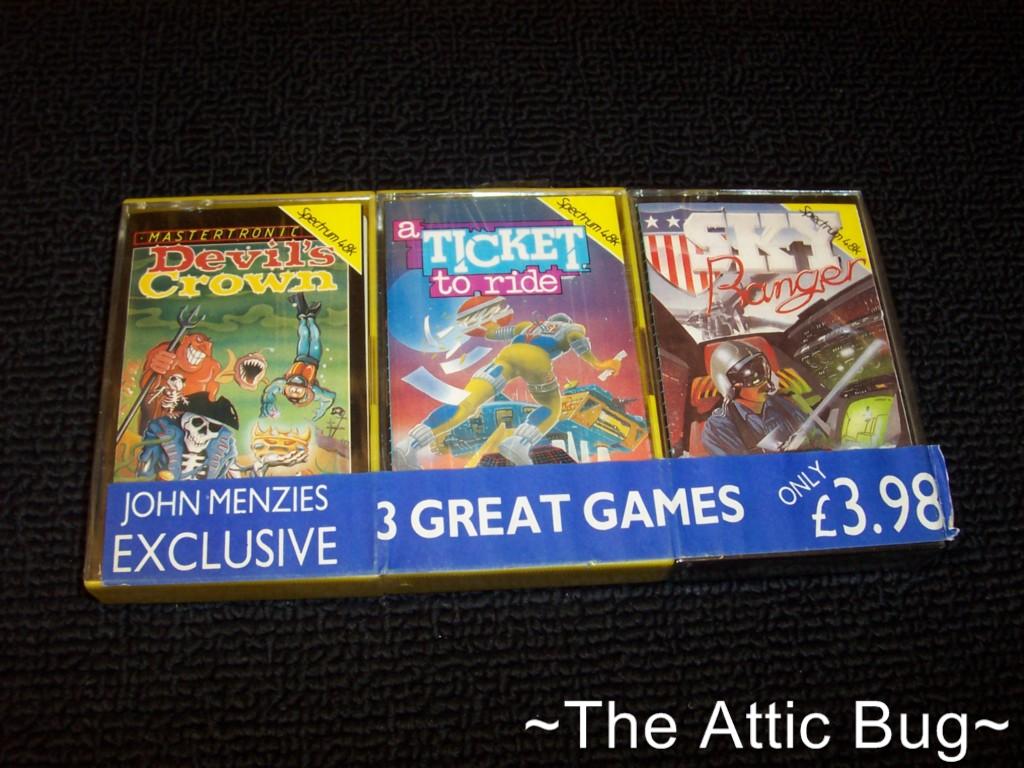 MASTERTRONIC
Devil's
Crown
Spectrum 48K
a
TICKET
to ride
Spectrum 48K
SKY
Ranger
Spectrum 48K
JOHN MENZIES
EXCLUSIVE
3 GREAT GAMES
ONLY
£3.98
~The Attic Bug~